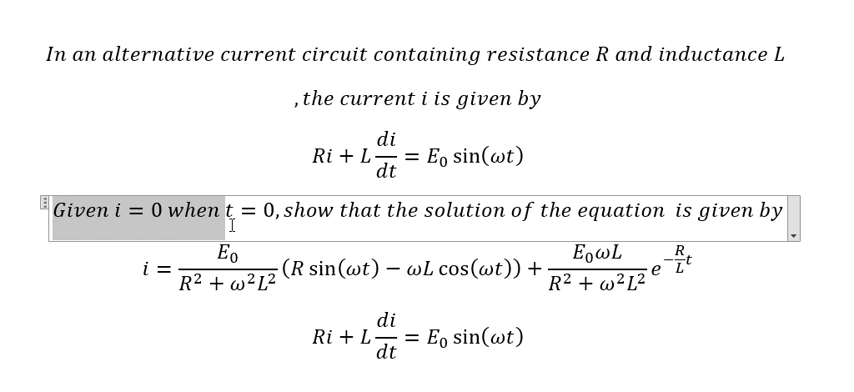 In an alternative current circuit containing resistance R and inductance L
,the current i is given by
Ri + L di/dt = E₀ sin(ωt)
Given i = 0 when t = 0, show that the solution of the equation is given by
i = E₀/(R² + ω²L²) (R sin(ωt) − ωL cos(ωt)) + E₀ωL/(R² + ω²L²) e^(−(R/L)t)
Ri + L di/dt = E₀ sin(ωt)